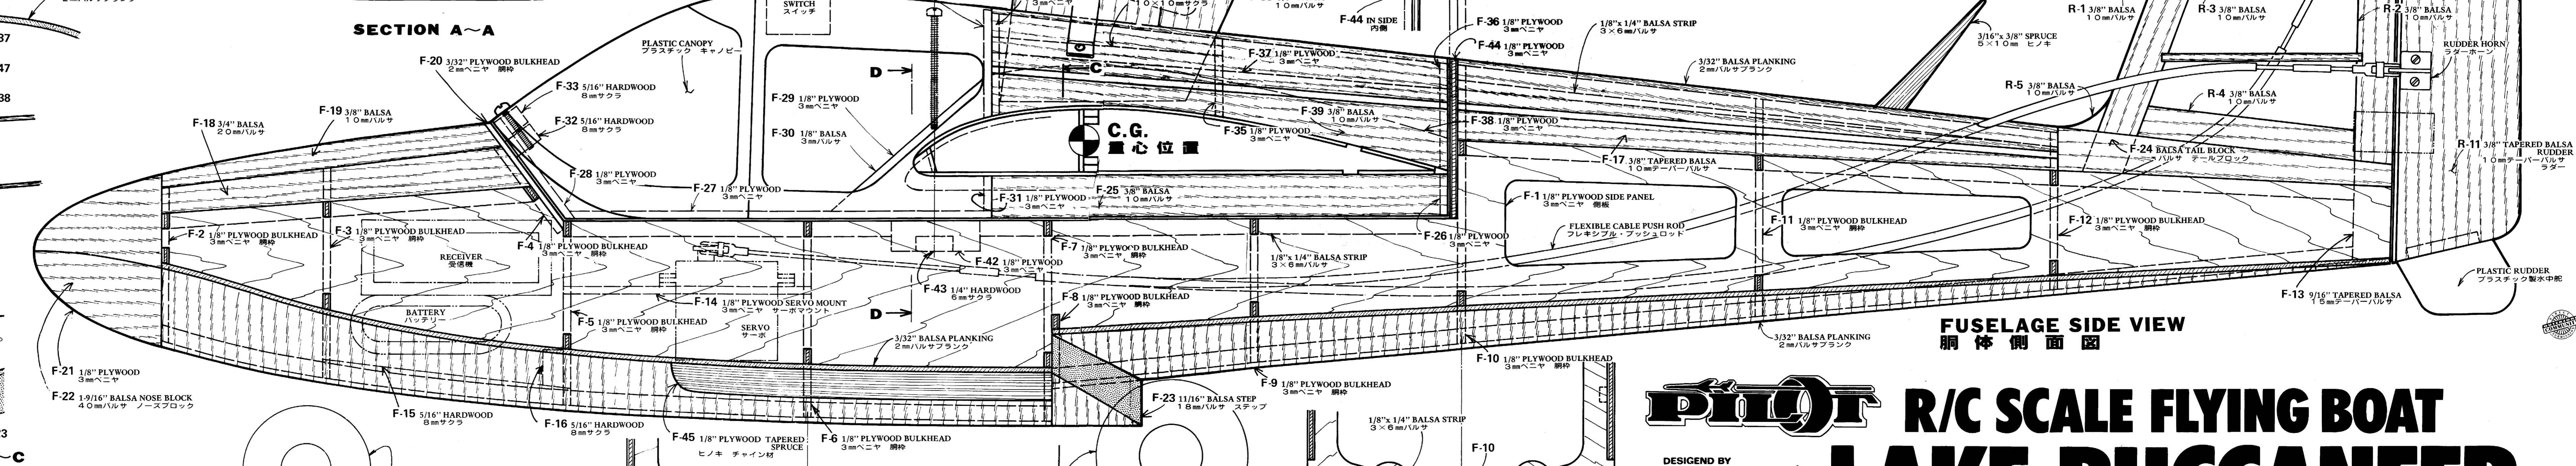 SECTION A~A
37
47
38
23
~C
SWITCH
スイッチ
PLASTIC CANOPY
プラスチック キャノピー
F-20 3/32" PLYWOOD BULKHEAD
2㎜ベニヤ 胴枠
F-33 5/16" HARDWOOD
8㎜サクラ
F-32 5/16" HARDWOOD
8㎜サクラ
F-19 3/8" BALSA
10㎜バルサ
F-18 3/4" BALSA
20㎜バルサ
F-28 1/8" PLYWOOD
3㎜ベニヤ
F-27 1/8" PLYWOOD
3㎜ベニヤ
D
F-29 1/8" PLYWOOD
3㎜ベニヤ
F-30 1/8" BALSA
3㎜バルサ
3㎜ベニヤ
10×10㎜サクラ
10㎜バルサ
C
F-37 1/8" PLYWOOD
3㎜ベニヤ
F-44 IN SIDE
内側
F-36 1/8" PLYWOOD
3㎜ベニヤ
F-44 1/8" PLYWOOD
3㎜ベニヤ
1/8"x 1/4" BALSA STRIP
3×6㎜バルサ
3/32" BALSA PLANKING
2㎜バルサプランク
C.G.
重心位置
F-35 1/8" PLYWOOD
3㎜ベニヤ
F-39 3/8" BALSA
10㎜バルサ
F-38 1/8" PLYWOOD
3㎜ベニヤ
F-31 1/8" PLYWOOD
3㎜ベニヤ
F-25 3/8" BALSA
10㎜バルサ
F-17 3/8" TAPERED BALSA
10㎜テーパーバルサ
F-1 1/8" PLYWOOD SIDE PANEL
3㎜ベニヤ 側板
F-26 1/8" PLYWOOD
3㎜ベニヤ
FLEXIBLE CABLE PUSH ROD
フレキシブル・プッシュロッド
F-11 1/8" PLYWOOD BULKHEAD
3㎜ベニヤ 胴枠
F-12 1/8" PLYWOOD BULKHEAD
3㎜ベニヤ 胴枠
3/16"x 3/8" SPRUCE
5×10㎜ ヒノキ
R-1 3/8" BALSA
10㎜バルサ
R-3 3/8" BALSA
10㎜バルサ
R-2 3/8" BALSA
10㎜バルサ
RUDDER HORN
ラダーホーン
R-5 3/8" BALSA
10㎜バルサ
R-4 3/8" BALSA
10㎜バルサ
F-24 BALSA TAIL BLOCK
バルサ テールブロック
R-11 3/8" TAPERED BALSA
RUDDER
10㎜テーパーバルサ
ラダー
PLASTIC RUDDER
プラスチック製水中舵
F-13 9/16" TAPERED BALSA
15㎜テーパーバルサ
F-2 1/8" PLYWOOD BULKHEAD
3㎜ベニヤ 胴枠
F-3 1/8" PLYWOOD BULKHEAD
3㎜ベニヤ 胴枠
RECEIVER
受信機
F-4 1/8" PLYWOOD BULKHEAD
3㎜ベニヤ 胴枠
F-7 1/8" PLYWOOD BULKHEAD
3㎜ベニヤ 胴枠
F-42 1/8" PLYWOOD
3㎜ベニヤ
F-43 1/4" HARDWOOD
6㎜サクラ
1/8"x 1/4" BALSA STRIP
3×6㎜バルサ
F-14 1/8" PLYWOOD SERVO MOUNT
3㎜ベニヤ サーボマウント
F-8 1/8" PLYWOOD BULKHEAD
3㎜ベニヤ 胴枠
BATTERY
バッテリー
F-5 1/8" PLYWOOD BULKHEAD
3㎜ベニヤ 胴枠
SERVO
サーボ
D
3/32" BALSA PLANKING
2㎜バルサプランク
3/32" BALSA PLANKING
2㎜バルサプランク
FUSELAGE SIDE VIEW
胴体側面図
F-21 1/8" PLYWOOD
3㎜ベニヤ
F-22 1-9/16" BALSA NOSE BLOCK
40㎜バルサ ノーズブロック
F-15 5/16" HARDWOOD
8㎜サクラ
F-16 5/16" HARDWOOD
8㎜サクラ
F-45 1/8" PLYWOOD TAPERED
SPRUCE
ヒノキ チャイン材
F-6 1/8" PLYWOOD BULKHEAD
3㎜ベニヤ 胴枠
F-23 11/16" BALSA STEP
18㎜バルサ ステップ
F-9 1/8" PLYWOOD BULKHEAD
3㎜ベニヤ 胴枠
F-10 1/8" PLYWOOD BULKHEAD
3㎜ベニヤ 胴枠
1/8"x 1/4" BALSA STRIP
3×6㎜バルサ
F-10
PILOT
R/C SCALE FLYING BOAT
LAKE BUCCANEER
DESIGEND BY